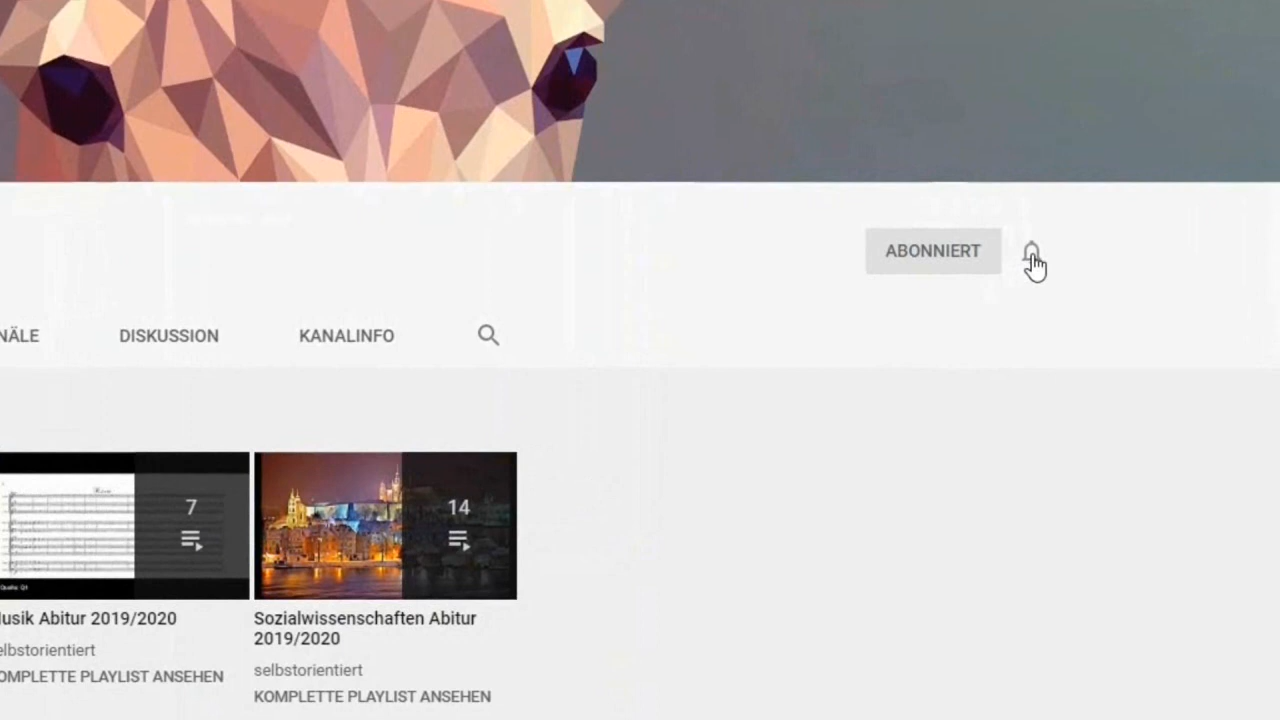 ABONNIERT
NÄLE
DISKUSSION
KANALINFO
7
14
usik Abitur 2019/2020
Sozialwissenschaften Abitur
2019/2020
elbstorientiert
selbstorientiert
OMPLETTE PLAYLIST ANSEHEN
KOMPLETTE PLAYLIST ANSEHEN